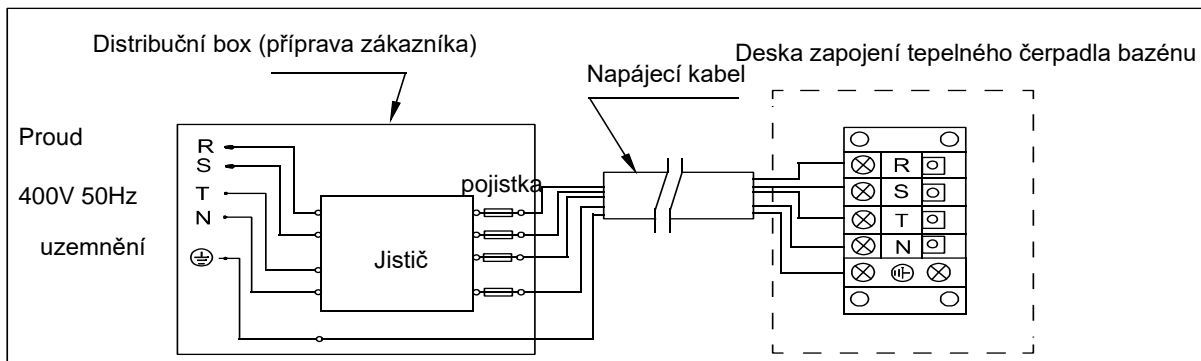 Distribuční box (příprava zákazníka)
Deska zapojení tepelného čerpadla bazénu
Napájecí kabel
Proud
400V 50Hz
uzemnění
R
S
T
N
pojistka
Jistič
R
S
T
N